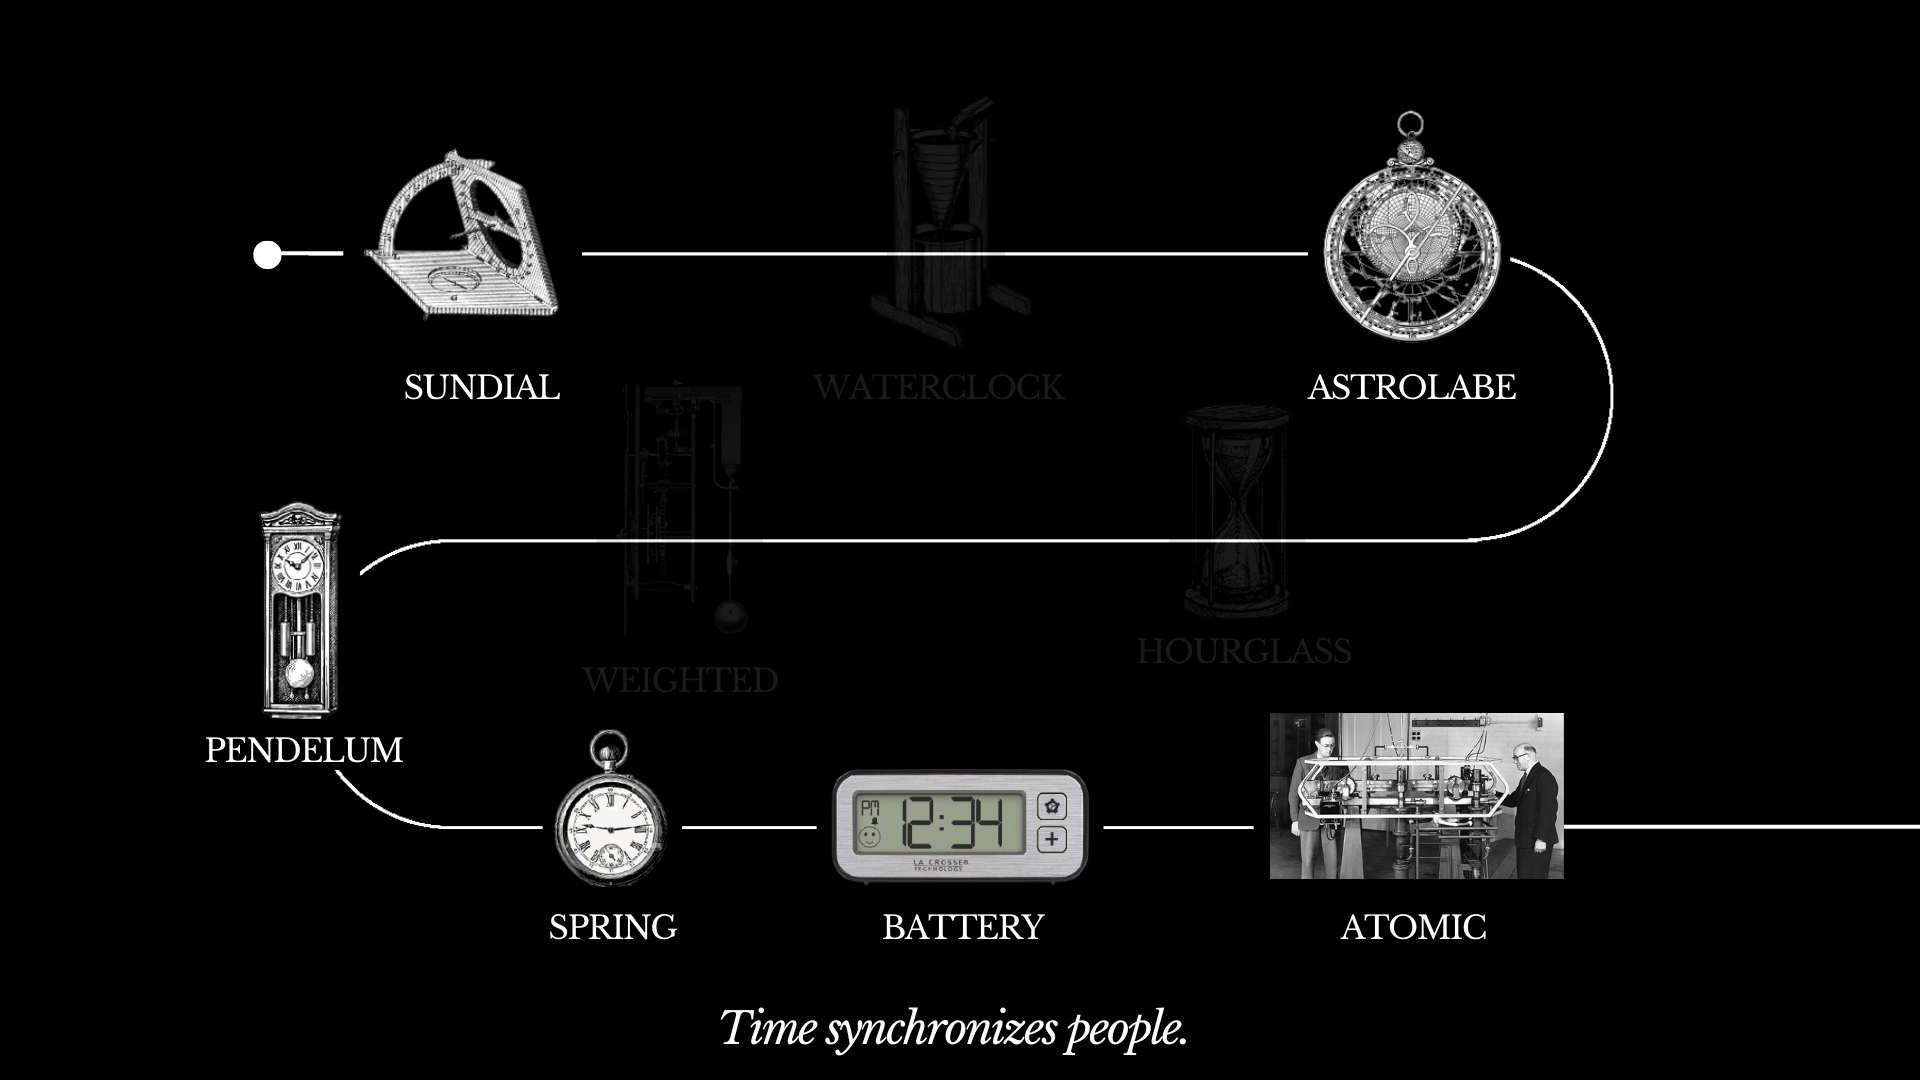 SUNDIAL
WATERCLOCK
ASTROLABE
WEIGHTED
HOURGLASS
PENDELUM
PM
12:34
LA CROSSE®
TECHNOLOGY
SPRING
BATTERY
ATOMIC
Time synchronizes people.